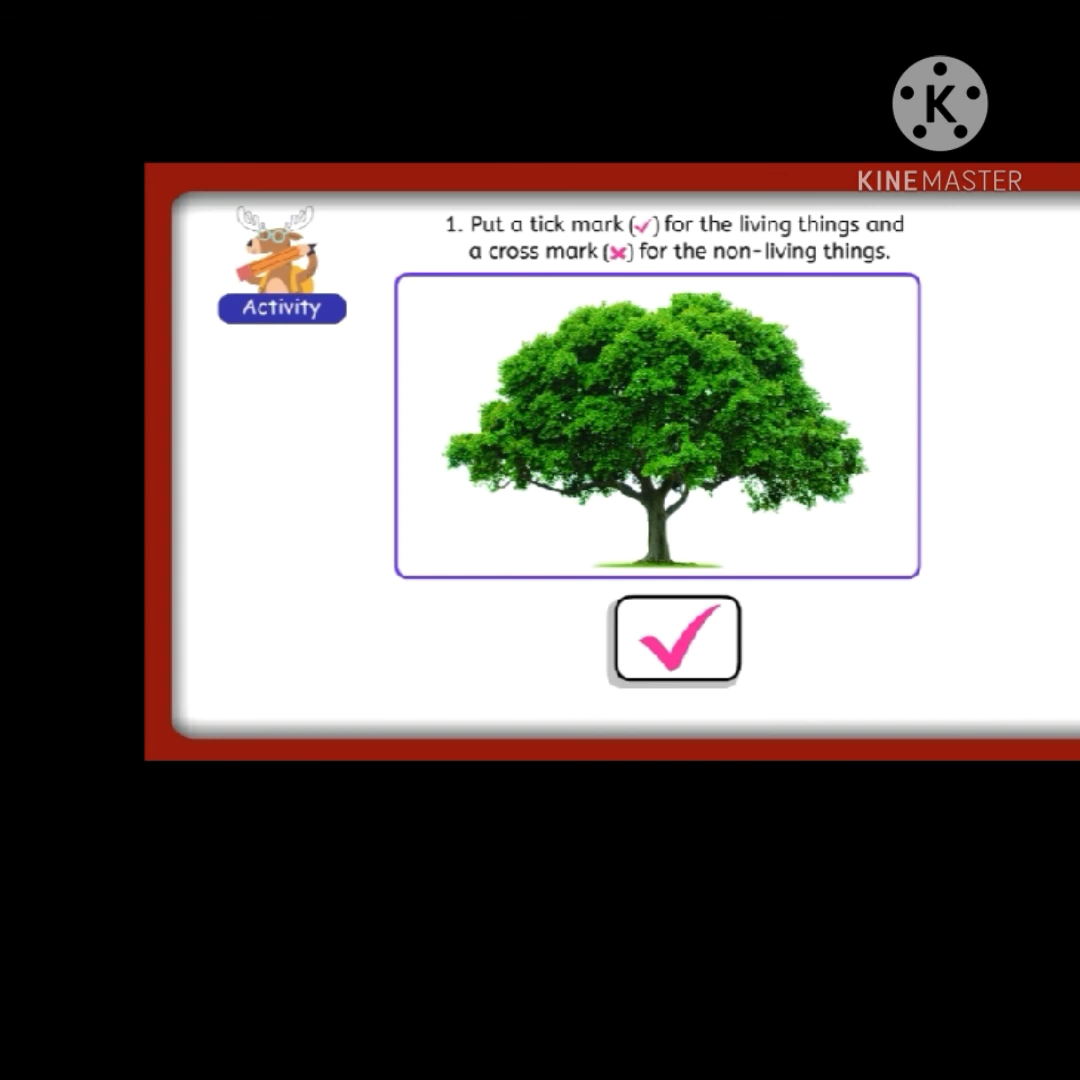 K
KINEMASTER
1. Put a tick mark (✓) for the living things and
a cross mark (×) for the non-living things.
Activity